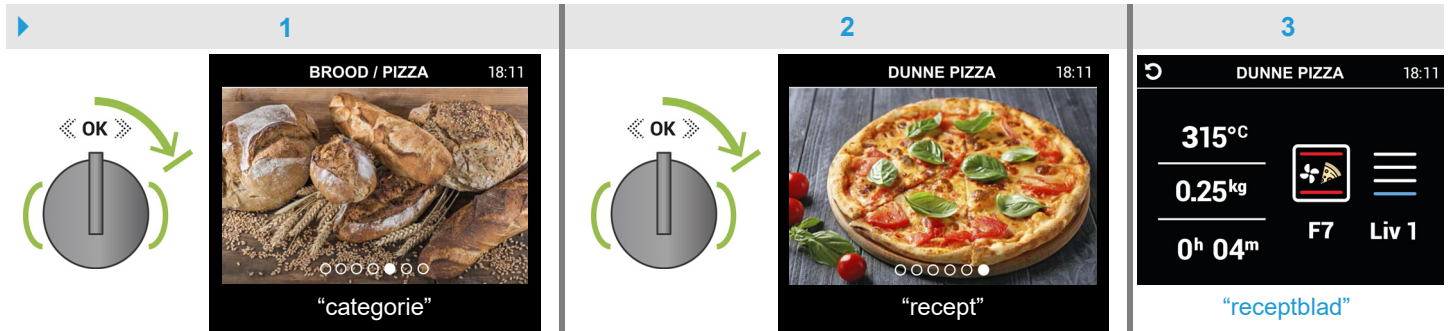 1
2
3
OK
BROOD / PIZZA 18:11
“categorie”
OK
DUNNE PIZZA 18:11
“recept”
DUNNE PIZZA 18:11
315°C
0.25kg
0h 04m
F7
Liv 1
“receptblad”